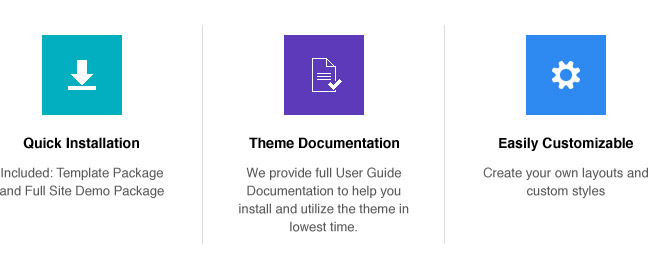 Quick Installation
Included: Template Package
and Full Site Demo Package
Theme Documentation
We provide full User Guide
Documentation to help you
install and utilize the theme in
lowest time.
Easily Customizable
Create your own layouts and
custom styles